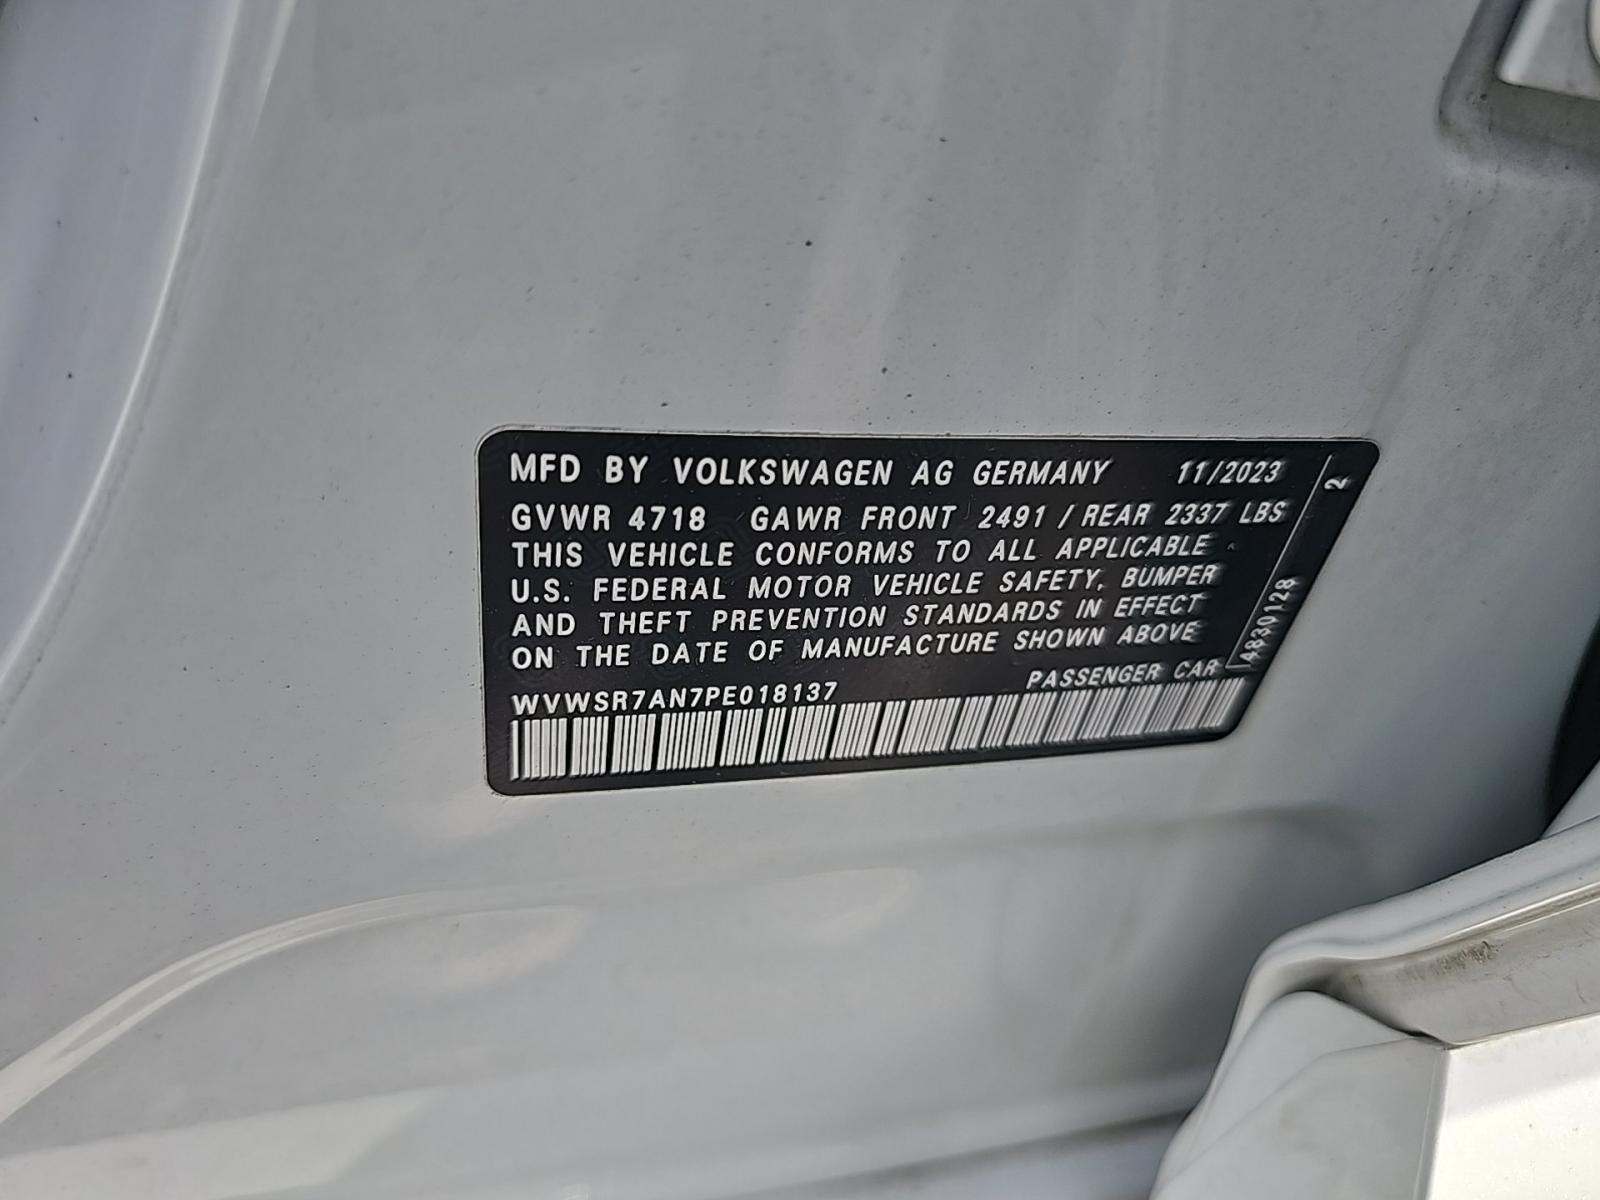 MFD BY VOLKSWAGEN AG GERMANY 11/2023
GVWR 4718 GAWR FRONT 2491 / REAR 2337 LBS
THIS VEHICLE CONFORMS TO ALL APPLICABLE
U.S. FEDERAL MOTOR VEHICLE SAFETY, BUMPER
AND THEFT PREVENTION STANDARDS IN EFFECT
ON THE DATE OF MANUFACTURE SHOWN ABOVE
WVWSR7AN7PE018137 PASSENGER CAR
4830128 2